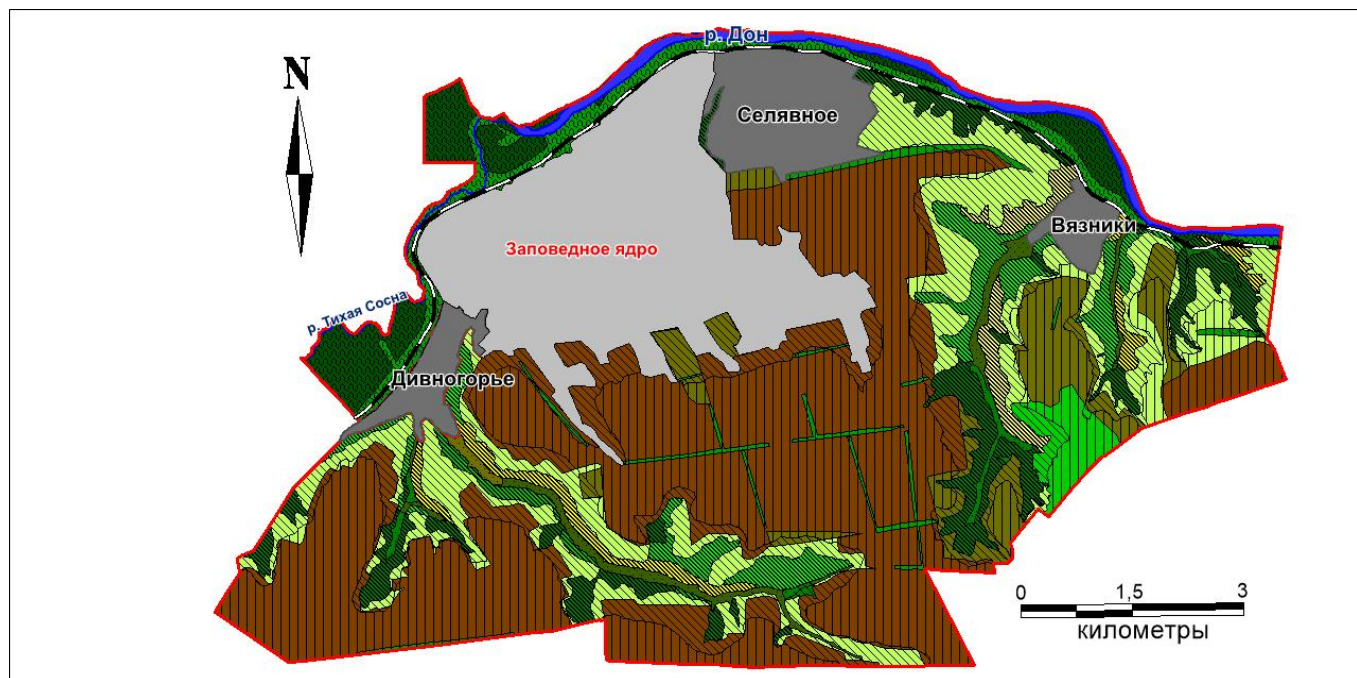 р. Дон
N
Селявное
Вязники
Заповедное ядро
р. Тихая Сосна
Дивногорье
0 1,5 3
километры